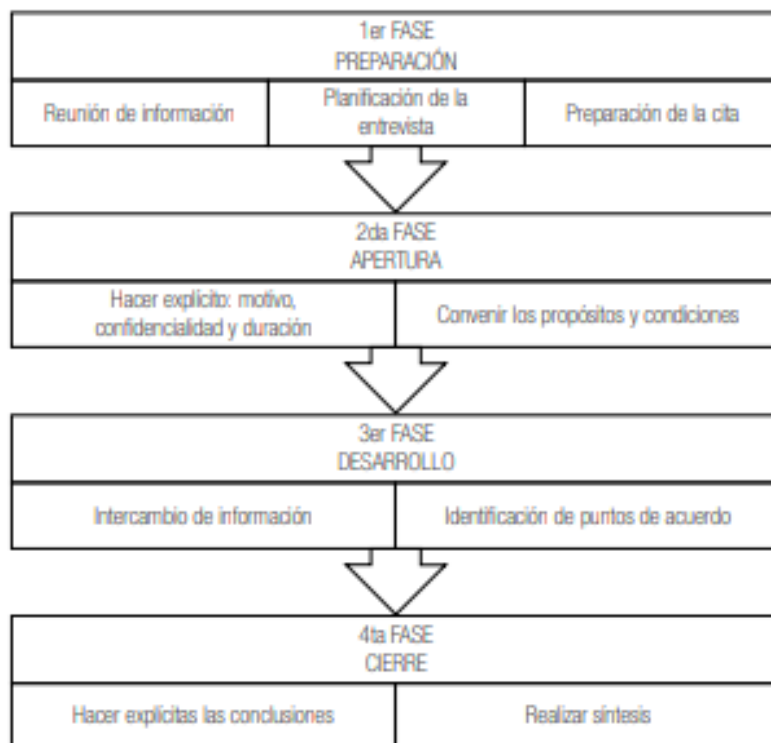 1er FASE
PREPARACIÓN
Reunión de información
Planificación de la
entrevista
Preparación de la cita
2da FASE
APERTURA
Hacer explícito: motivo,
confidencialidad y duración
Convenir los propósitos y condiciones
3er FASE
DESARROLLO
Intercambio de información
Identificación de puntos de acuerdo
4ta FASE
CIERRE
Hacer explícitas las conclusiones
Realizar síntesis